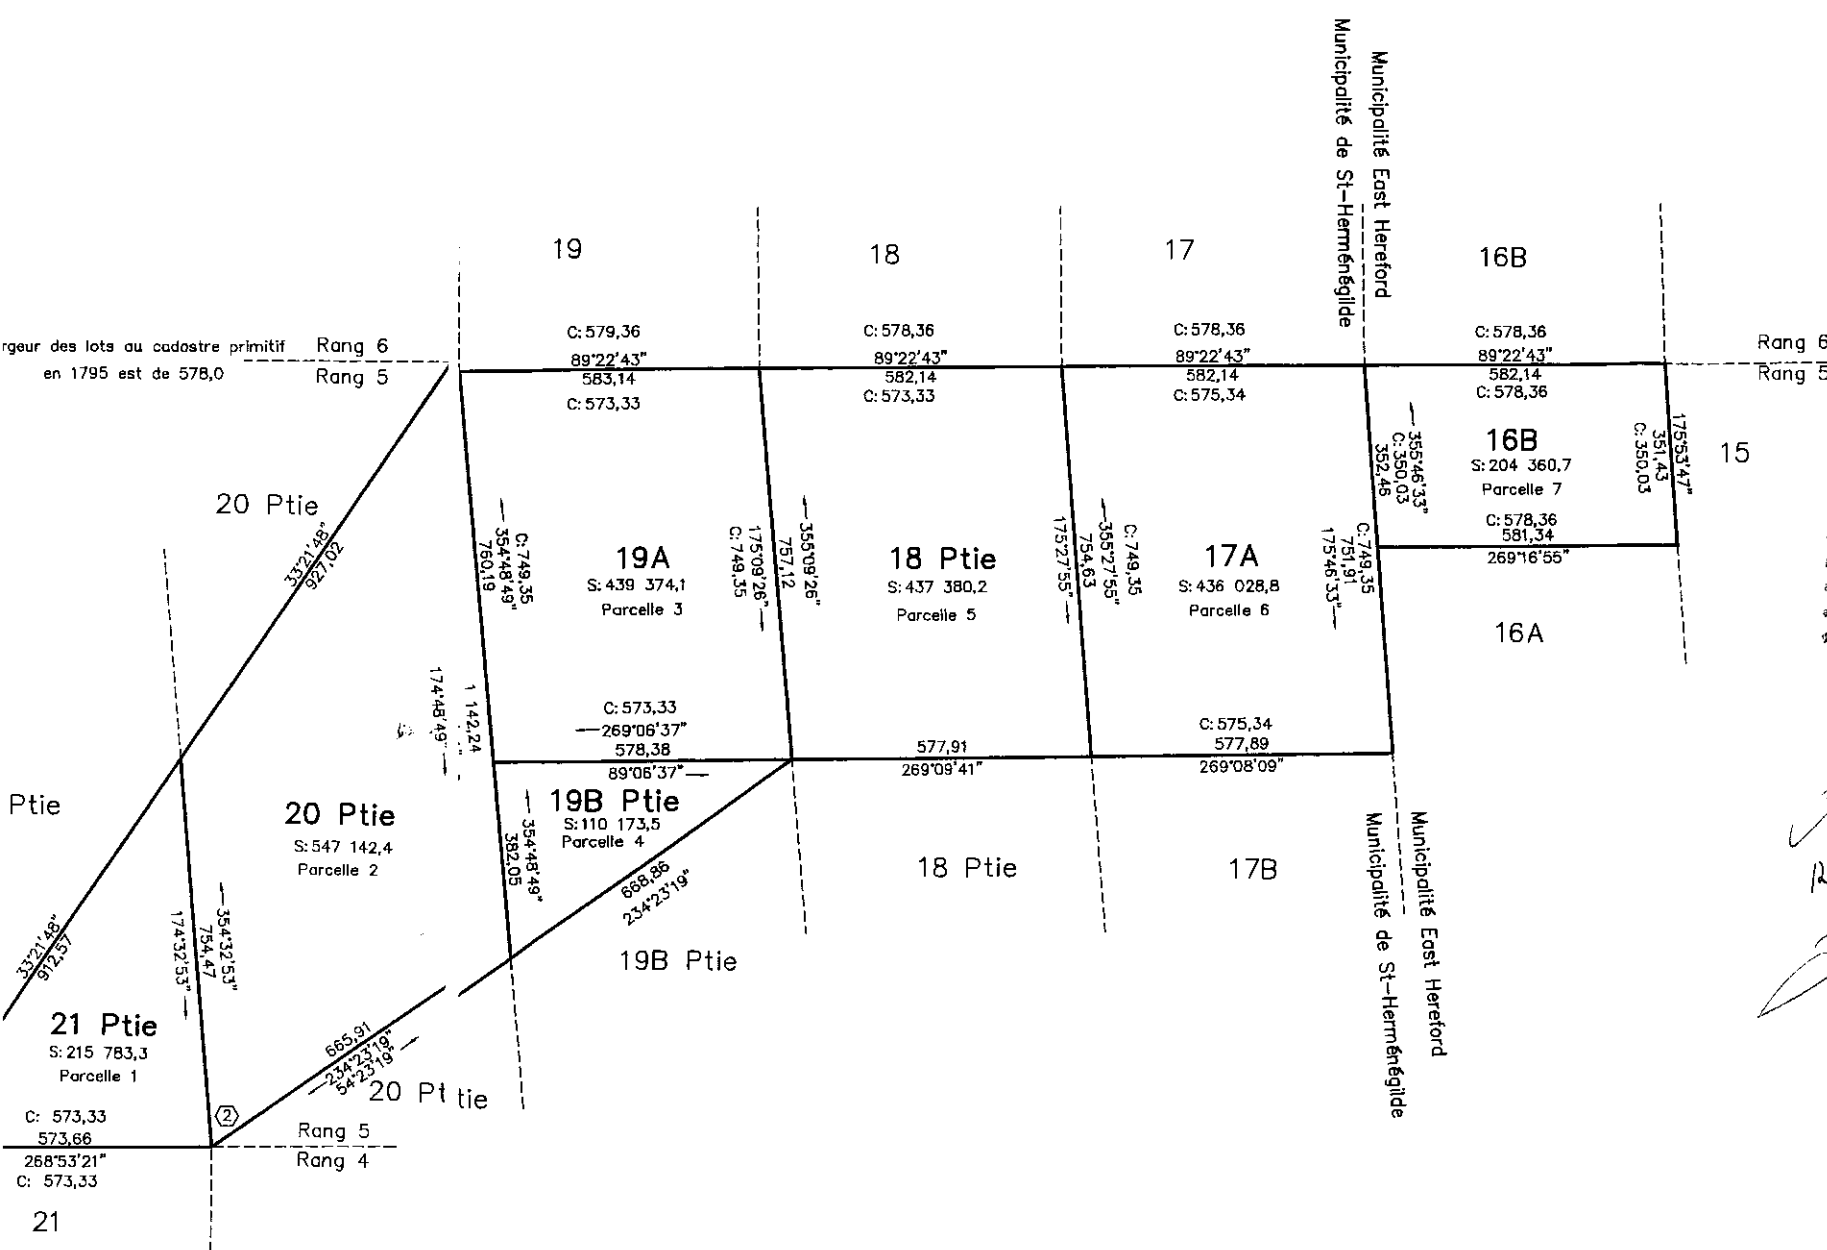 Municipalité de St-Herménégilde
Municipalité East Hereford
19
18
17
16B
rgeur des lots au cadastre primitif
en 1795 est de 578,0
Rang 6
Rang 5
C: 579,36
89°22'43"
583,14
C: 573,33
C: 578,36
89°22'43"
582,14
C: 573,33
C: 578,36
89°22'43"
582,14
C: 575,34
C: 578,36
89°22'43"
582,14
C: 578,36
Rang 6
Rang 5
20 Ptie
33°21'48"
927,02
C: 749,35
354°48'49"
760,19
19A
S: 439 374,1
Parcelle 3
175°09'26"
C: 749,35
355°09'26"
757,12
18 Ptie
S: 437 380,2
Parcelle 5
175°27'55"
754,63
355°27'55"
C: 749,35
17A
S: 436 028,8
Parcelle 6
C: 749,35
751,91
175°46'33"
355°46'33"
C: 350,03
352,46
16B
S: 204 360,7
Parcelle 7
C: 578,36
581,34
269°16'55"
175°53'47"
351,43
C: 350,03
15
16A
174°48'49"
1 142,24
C: 573,33
269°06'37"
578,38
89°06'37"
577,91
269°09'41"
C: 575,34
577,89
269°08'09"
Ptie
20 Ptie
S: 547 142,4
Parcelle 2
19B Ptie
S: 110 173,5
Parcelle 4
354°48'49"
382,05
668,86
234°23'19"
18 Ptie
17B
Municipalité de St-Herménégilde
Municipalité East Hereford
33°21'48"
912,57
354°32'53"
754,47
174°32'53"
19B Ptie
21 Ptie
S: 215 783,3
Parcelle 1
665,91
234°23'19"
54°23'19"
20 Pt tie
C: 573,33
573,66
268°53'21"
C: 573,33
2
Rang 5
Rang 4
21